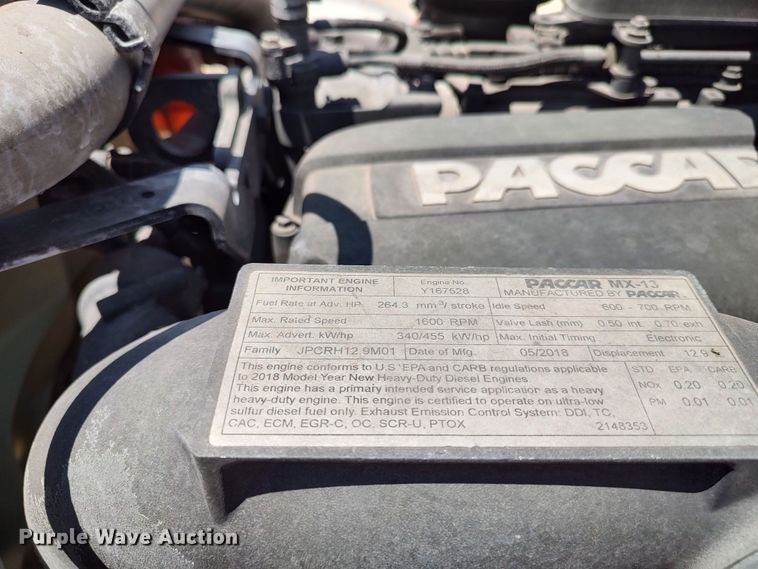 PACCAR
IMPORTANT ENGINE INFORMATION
Engine No. Y167528
PACCAR MX-13
MANUFACTURED BY PACCAR
Fuel Rate at Adv. HP 264.3 mm³/stroke Idle Speed 600 - 700 RPM
Max. Rated Speed 1600 RPM Valve Lash (mm) 0.50 int. 0.70 exh
Max. Advert. kW/hp 340/455 kW/hp Max. Initial Timing Electronic
Family JPCRH12.9M01 Date of Mfg. 05/2018 Displacement 12.9
This engine conforms to U.S EPA and CARB regulations applicable
to 2018 Model Year New Heavy-Duty Diesel Engines.
This engine has a primary intended service application as a heavy
heavy-duty engine. This engine is certified to operate on ultra-low
sulfur diesel fuel only. Exhaust Emission Control System: DDI, TC,
CAC, ECM, EGR-C, OC, SCR-U, PTOX
STD EPA CARB
NOx 0.20 0.20
PM 0.01 0.01
2148353
Purple Wave Auction